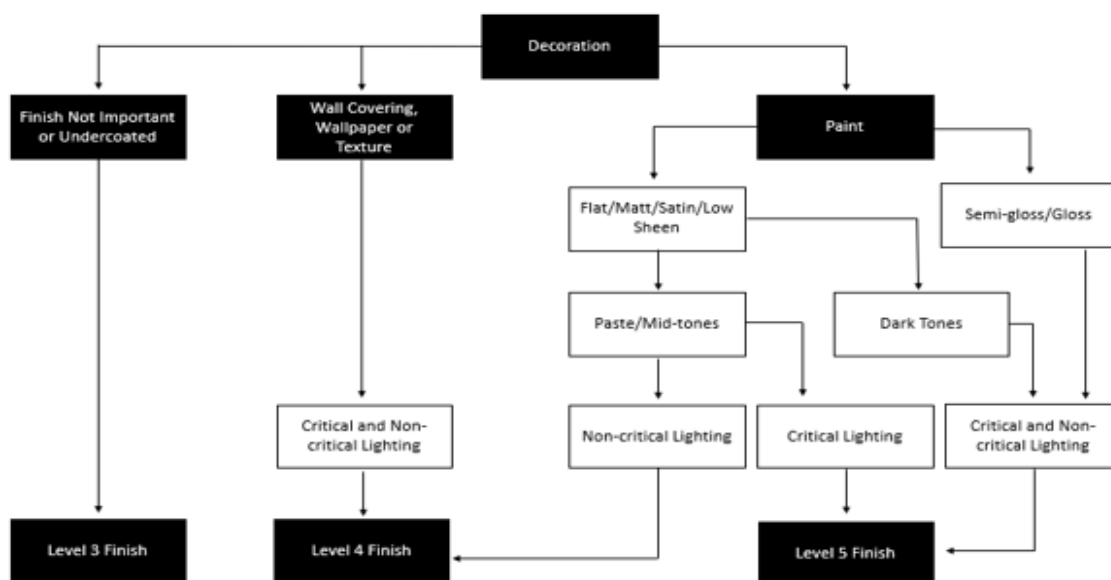 Decoration
Finish Not Important
or Undercoated
Wall Covering,
Wallpaper or
Texture
Paint
Flat/Matt/Satin/Low
Sheen
Semi-gloss/Gloss
Paste/Mid-tones
Dark Tones
Critical and Non-
critical Lighting
Non-critical Lighting
Critical Lighting
Critical and Non-
critical Lighting
Level 3 Finish
Level 4 Finish
Level 5 Finish